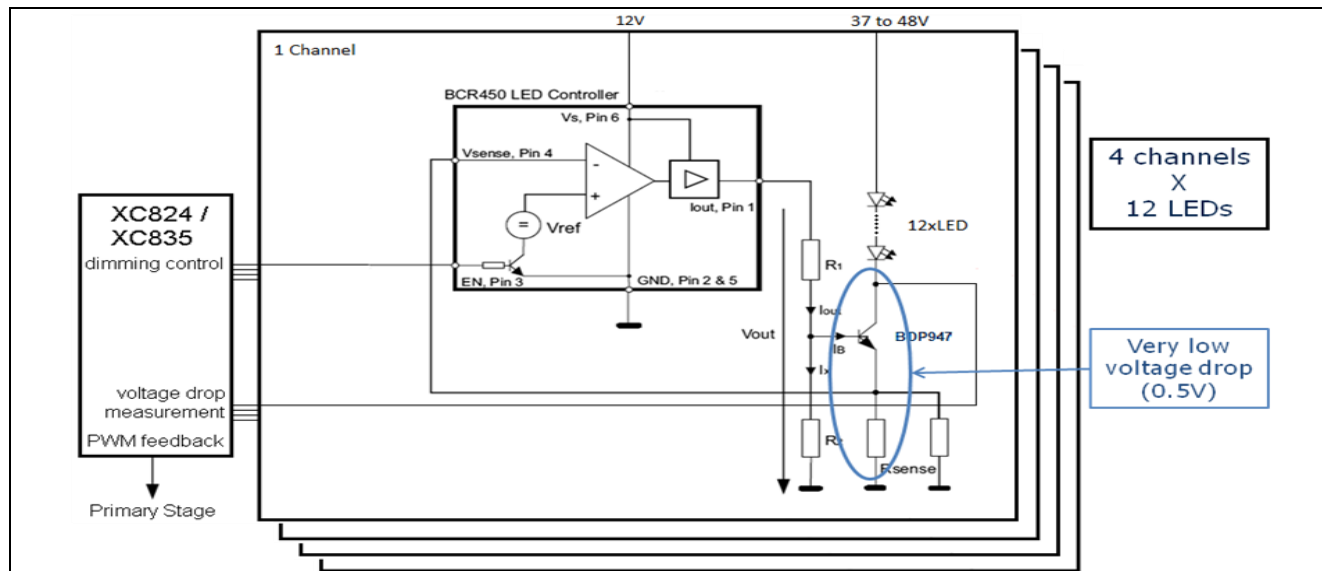 12V
37 to 48V
1 Channel
BCR450 LED Controller
Vs, Pin 6
Vsense, Pin 4
-
+
=
Vref
Iout, Pin 1
EN, Pin 3
GND, Pin 2 & 5
12xLED
XC824 /
XC835
dimming control
voltage drop
measurement
PWM feedback
Primary Stage
R1
Iout
IB
Ix
Vout
BDP947
Rsense
4 channels
X
12 LEDs
Very low
voltage drop
(0.5V)